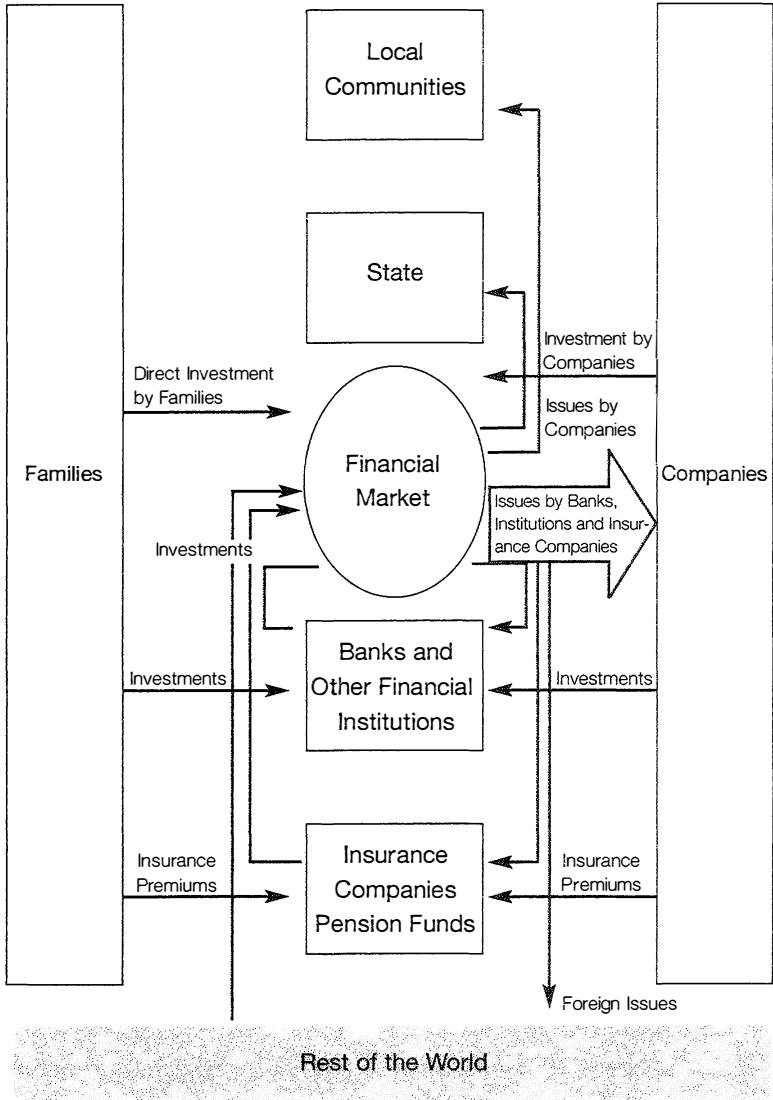 Local
Communities
State
Investment by
Companies
Direct Investment
by Families
Issues by
Companies
Families
Financial
Market
Companies
Issues by Banks,
Institutions and Insur-
ance Companies
Investments
Banks and
Other Financial
Institutions
Investments
Investments
Insurance
Premiums
Insurance
Companies
Pension Funds
Insurance
Premiums
Foreign Issues
Rest of the World